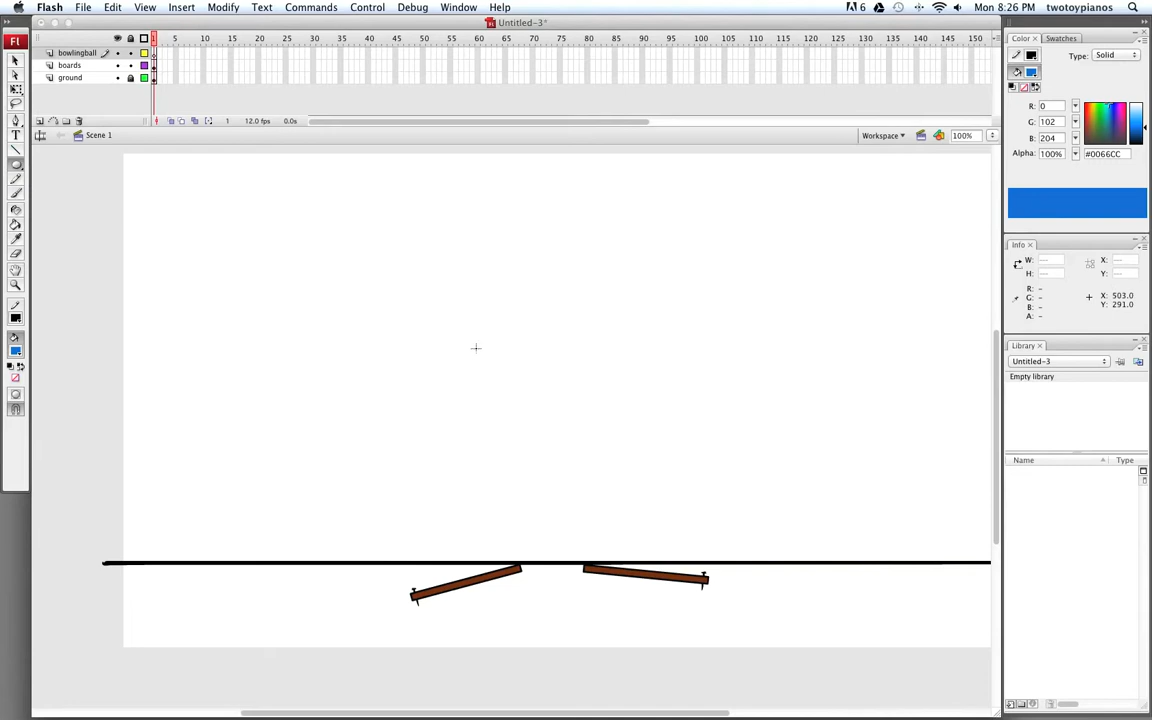 Flash File Edit View Insert Modify Text Commands Control Debug Window Help 6 Mon 8:26 PM twotoypianos
Untitled-3*
Fl
1 5 10 15 20 25 30 35 40 45 50 55 60 65 70 75 80 85 90 95 100 105 110 115 120 125 130 135 140 145 150
bowlingball
boards
ground
1 12.0 fps 0.0s
Scene 1 Workspace 100%
T
Color Swatches
Type: Solid
R: 0
G: 102
B: 204
Alpha: 100% #0066CC
Info
W: --- X: ---
H: --- Y: ---
R: –
G: –
B: –
A: –
X: 503.0
Y: 291.0
Library
Untitled-3
Empty library
Name Type